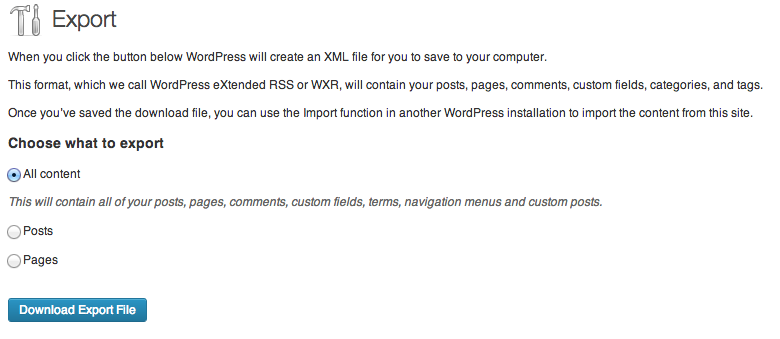 Export
When you click the button below WordPress will create an XML file for you to save to your computer.
This format, which we call WordPress eXtended RSS or WXR, will contain your posts, pages, comments, custom fields, categories, and tags.
Once you've saved the download file, you can use the Import function in another WordPress installation to import the content from this site.
Choose what to export
All content
This will contain all of your posts, pages, comments, custom fields, terms, navigation menus and custom posts.
Posts
Pages
Download Export File